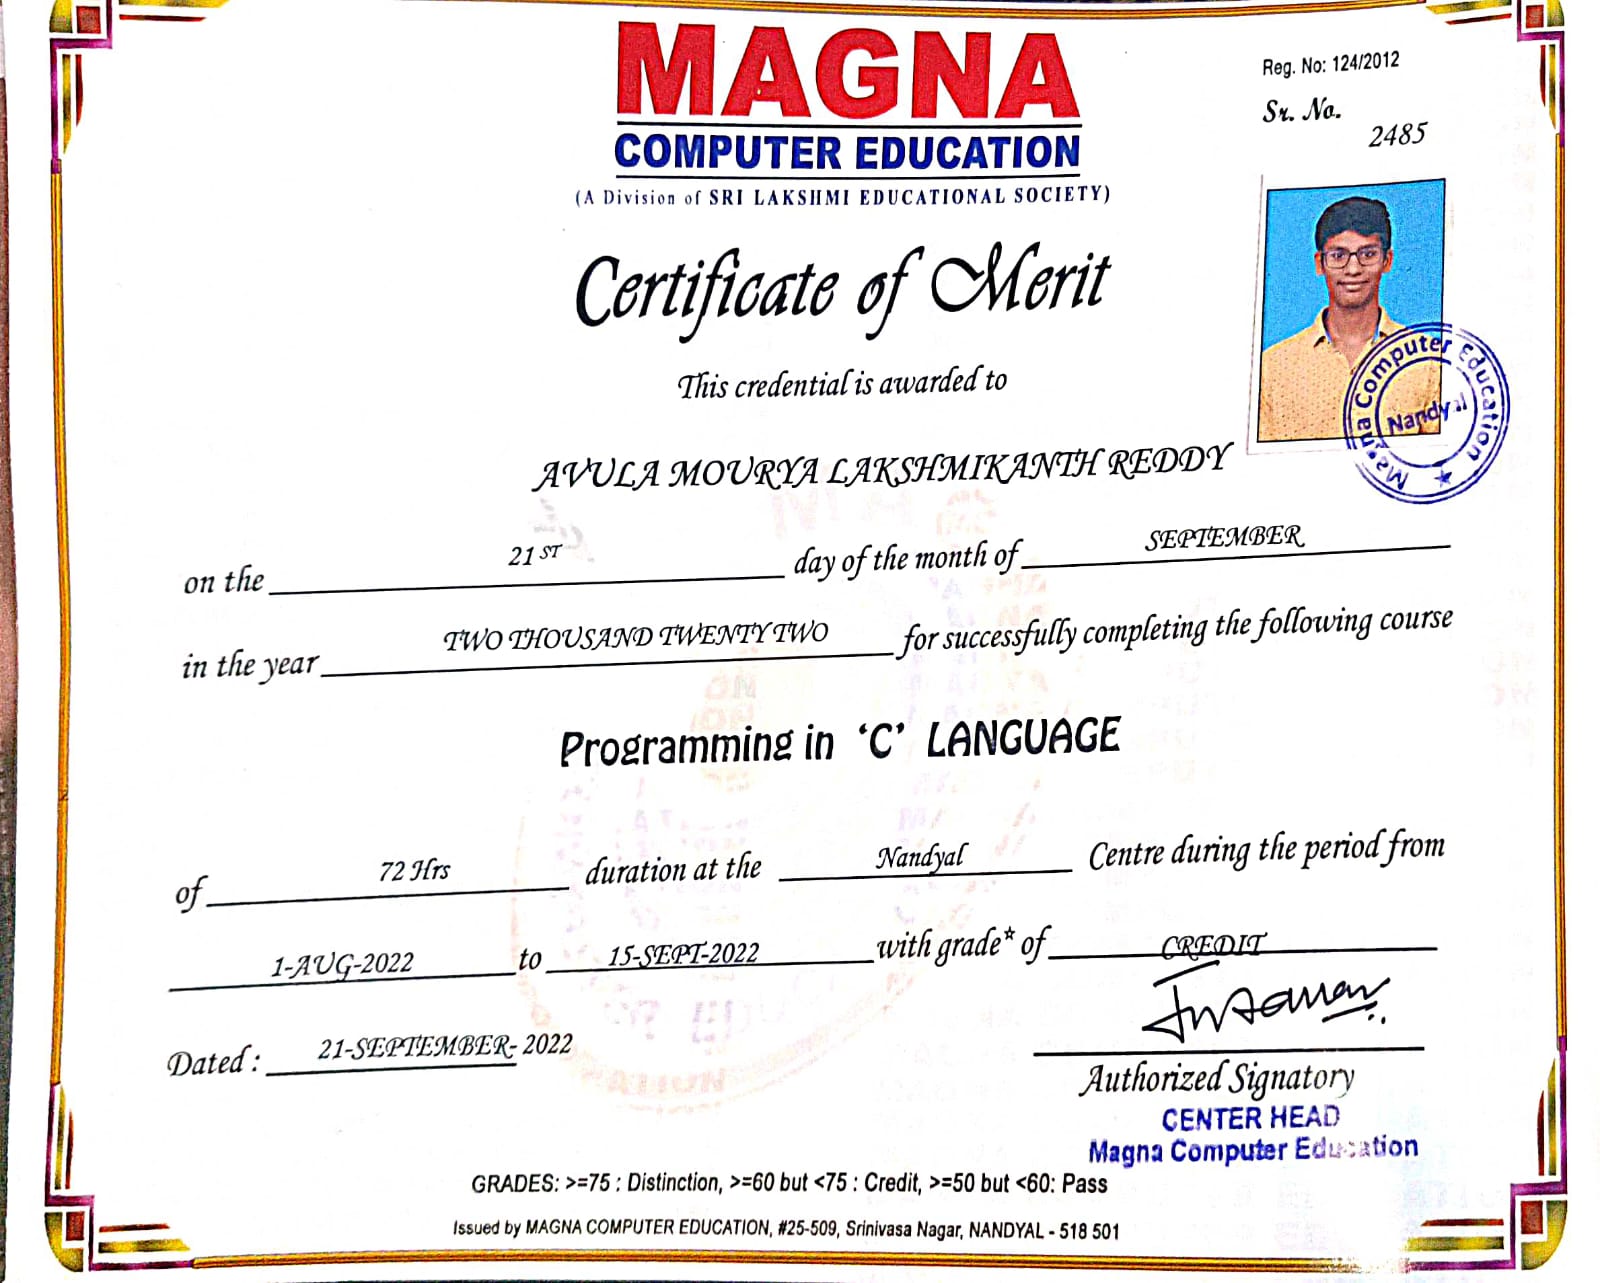 MAGNA
COMPUTER EDUCATION
(A Division of SRI LAKSHMI EDUCATIONAL SOCIETY)
Reg. No: 124/2012
Sr. No.
2485
Certificate of Merit
This credential is awarded to
Magna Computer Education
Nandyal
AVULA MOURYA LAKSHMIKANTH REDDY
on the 21 ST day of the month of SEPTEMBER
in the year TWO THOUSAND TWENTY TWO for successfully completing the following course
Programming in 'C' LANGUAGE
of 72 Hrs duration at the Nandyal Centre during the period from
1-AUG-2022 to 15-SEPT-2022 with grade* of CREDIT
Dated : 21-SEPTEMBER- 2022
Authorized Signatory
CENTER HEAD
Magna Computer Education
GRADES: >=75 : Distinction, >=60 but <75 : Credit, >=50 but <60: Pass
Issued by MAGNA COMPUTER EDUCATION, #25-509, Srinivasa Nagar, NANDYAL - 518 501